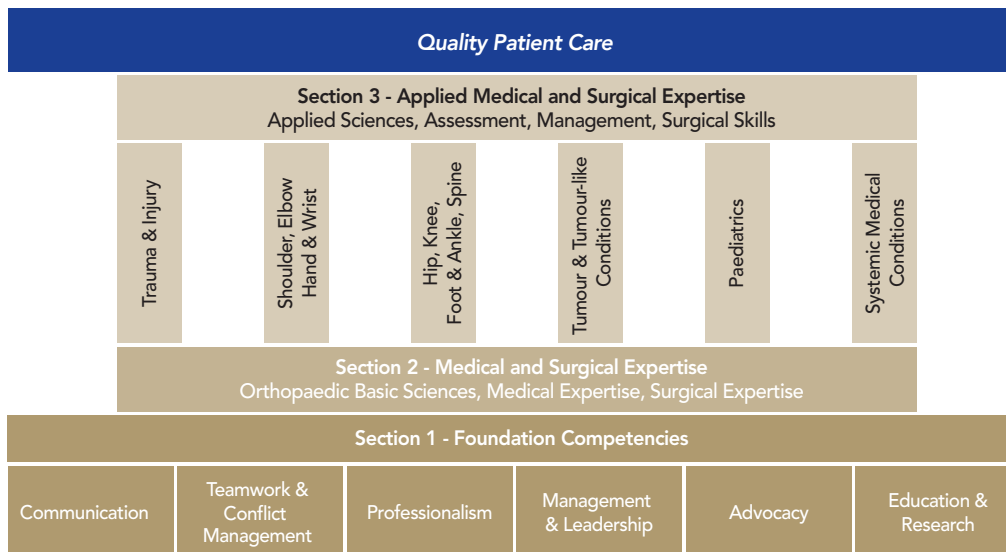 Quality Patient Care
Section 3 - Applied Medical and Surgical Expertise
Applied Sciences, Assessment, Management, Surgical Skills
Trauma & Injury
Shoulder, Elbow
Hand & Wrist
Hip, Knee,
Foot & Ankle, Spine
Tumour & Tumour-like
Conditions
Paediatrics
Systemic Medical
Conditions
Section 2 - Medical and Surgical Expertise
Orthopaedic Basic Sciences, Medical Expertise, Surgical Expertise
Section 1 - Foundation Competencies
Communication
Teamwork &
Conflict
Management
Professionalism
Management
& Leadership
Advocacy
Education &
Research